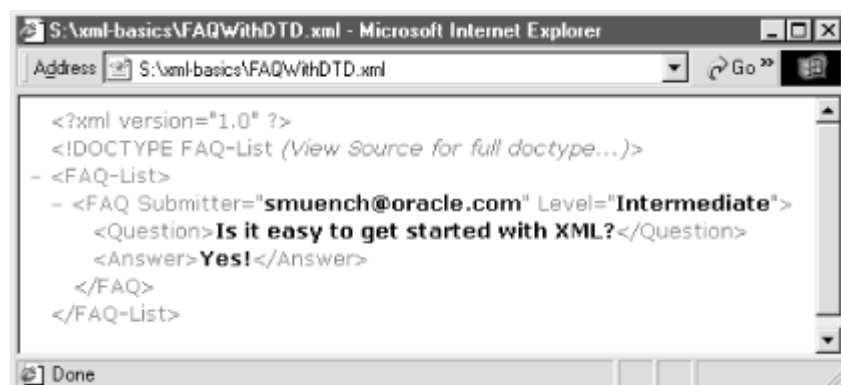 S:\xml-basics\FAQWithDTD.xml - Microsoft Internet Explorer
Address S:\xml-basics\FAQWithDTD.xml Go »
<?xml version="1.0" ?>
<!DOCTYPE FAQ-List (View Source for full doctype...)>
- <FAQ-List>
- <FAQ Submitter="smuench@oracle.com" Level="Intermediate">
<Question>Is it easy to get started with XML?</Question>
<Answer>Yes!</Answer>
</FAQ>
</FAQ-List>
Done